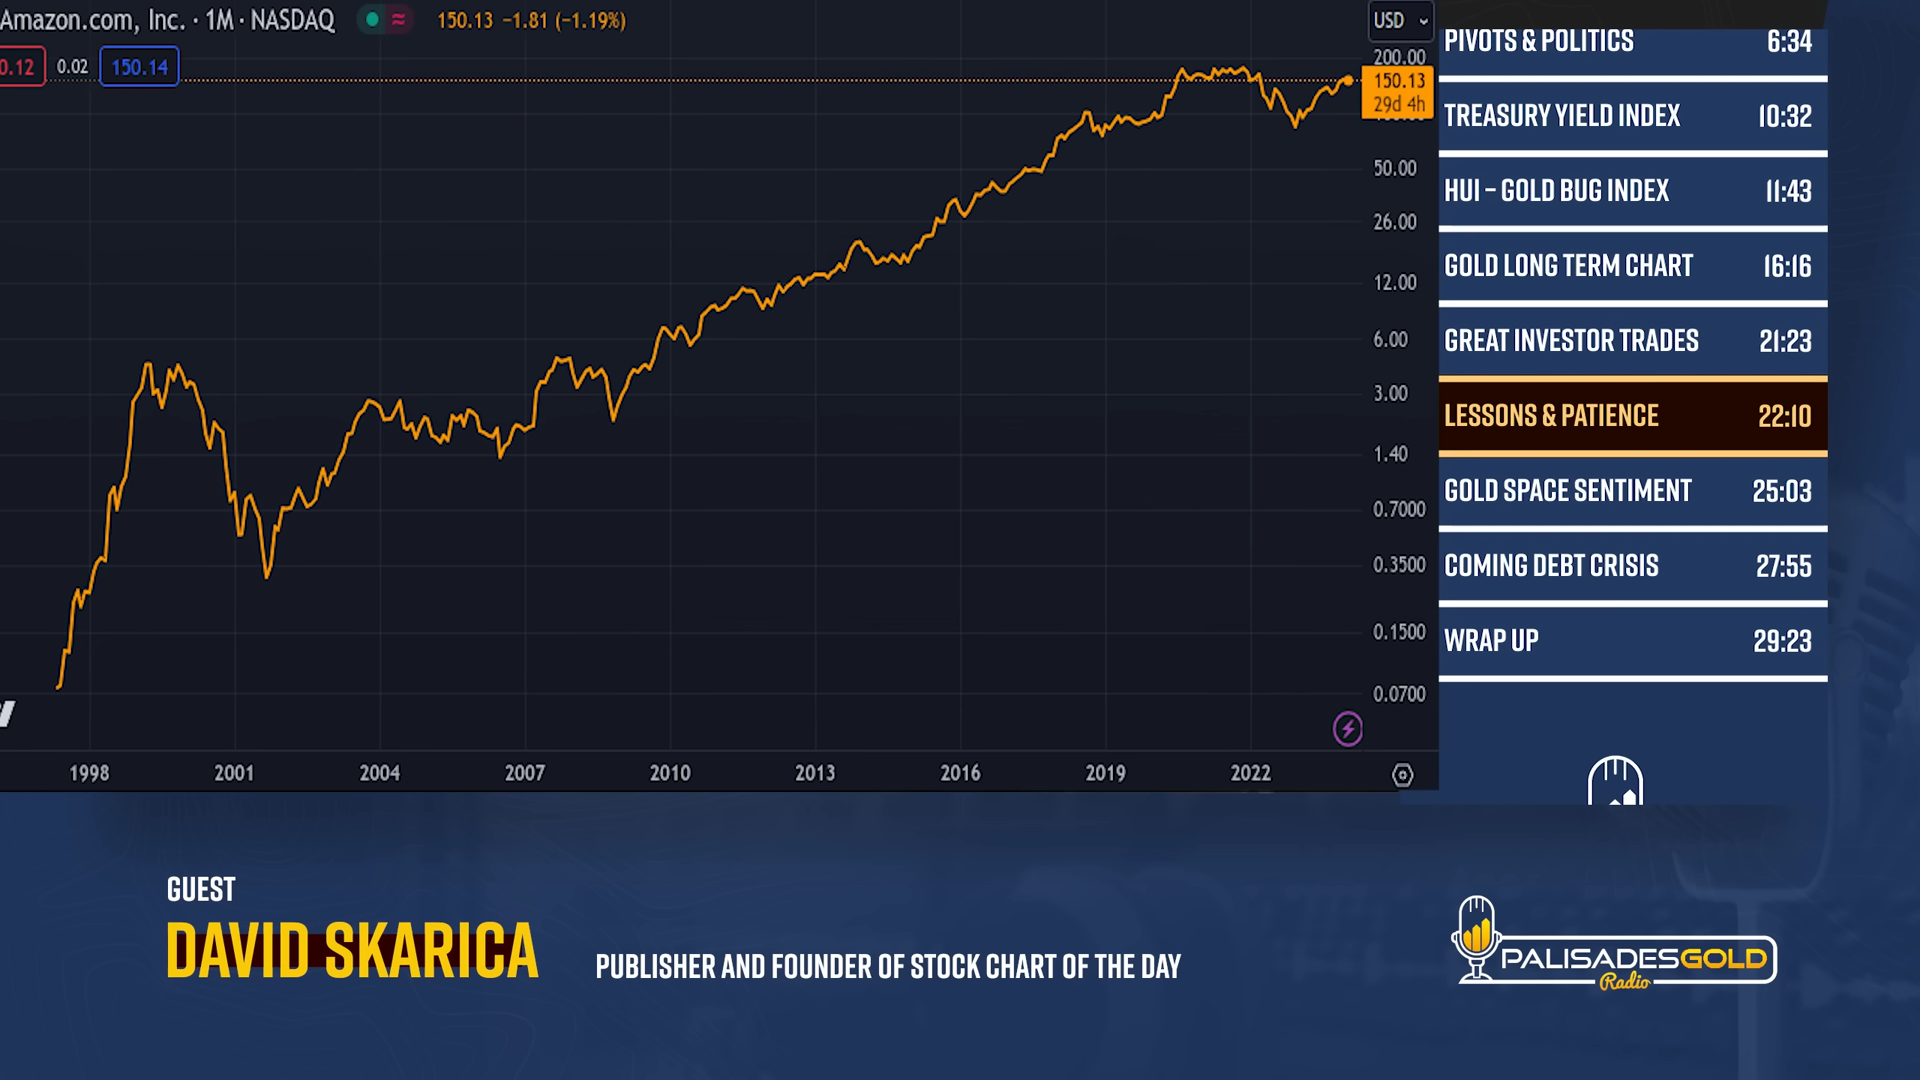 Amazon.com, Inc. · 1M · NASDAQ
150.13 −1.81 (−1.19%)
USD
0.12 0.02 150.14
200.00
150.13
29d 4h
50.00
26.00
12.00
6.00
3.00
1.40
0.7000
0.3500
0.1500
0.0700
1998 2001 2004 2007 2010 2013 2016 2019 2022
PIVOTS & POLITICS 6:34
TREASURY YIELD INDEX 10:32
HUI – GOLD BUG INDEX 11:43
GOLD LONG TERM CHART 16:16
GREAT INVESTOR TRADES 21:23
LESSONS & PATIENCE 22:10
GOLD SPACE SENTIMENT 25:03
COMING DEBT CRISIS 27:55
WRAP UP 29:23
GUEST
DAVID SKARICA
PUBLISHER AND FOUNDER OF STOCK CHART OF THE DAY
PALISADESGOLD
Radio